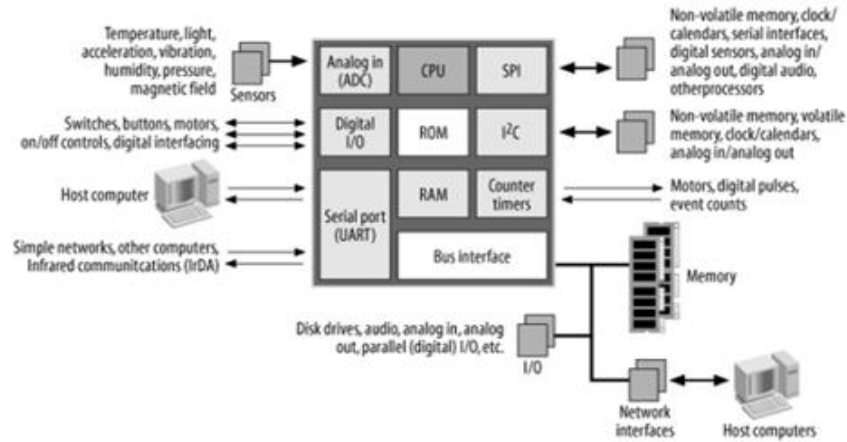 Temperature, light,
acceleration, vibration,
humidity, pressure,
magnetic field
Sensors
Analog in
(ADC)
CPU
SPI
Non-volatile memory, clock/
calendars, serial interfaces,
digital sensors, analog in/
analog out, digital audio,
otherprocessors
Switches, buttons, motors,
on/off controls, digital interfacing
Digital
I/O
ROM
I²C
Non-volatile memory, volatile
memory, clock/calendars,
analog in/analog out
Host computer
Serial port
(UART)
RAM
Counter
timers
Motors, digital pulses,
event counts
Simple networks, other computers,
Infrared communitcations (IrDA)
Bus interface
Memory
Disk drives, audio, analog in, analog
out, parallel (digital) I/O, etc.
I/O
Network
interfaces
Host computers